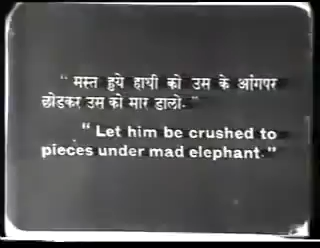 " मस्त हुये हाथी को उस के आंगपर
छोडकर उस को मार डालो. "
" Let him be crushed to
pieces under mad elephant. "